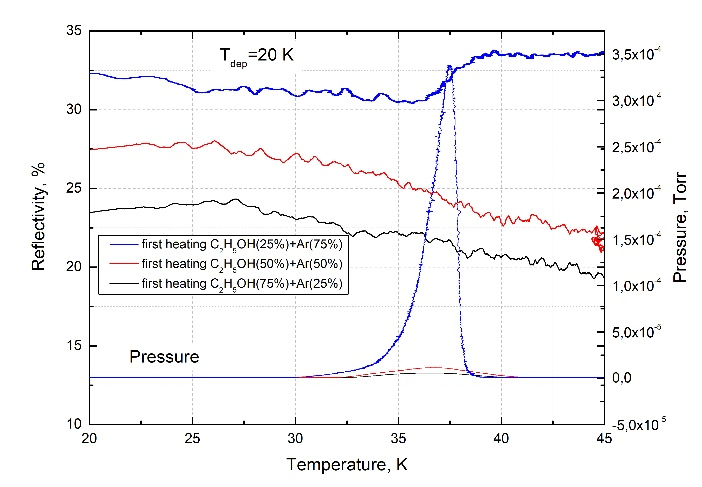 T_dep=20 K
35
30
25
20
15
10
Reflectivity, %
3,5x10⁻⁴
3,0x10⁻⁴
2,5x10⁻⁴
2,0x10⁻⁴
1,5x10⁻⁴
1,0x10⁻⁴
5,0x10⁻⁵
0,0
-5,0x10⁻⁵
Pressure, Torr
first heating C₂H₅OH(25%)+Ar(75%)
first heating C₂H₅OH(50%)+Ar(50%)
first heating C₂H₅OH(75%)+Ar(25%)
Pressure
20 25 30 35 40 45
Temperature, K